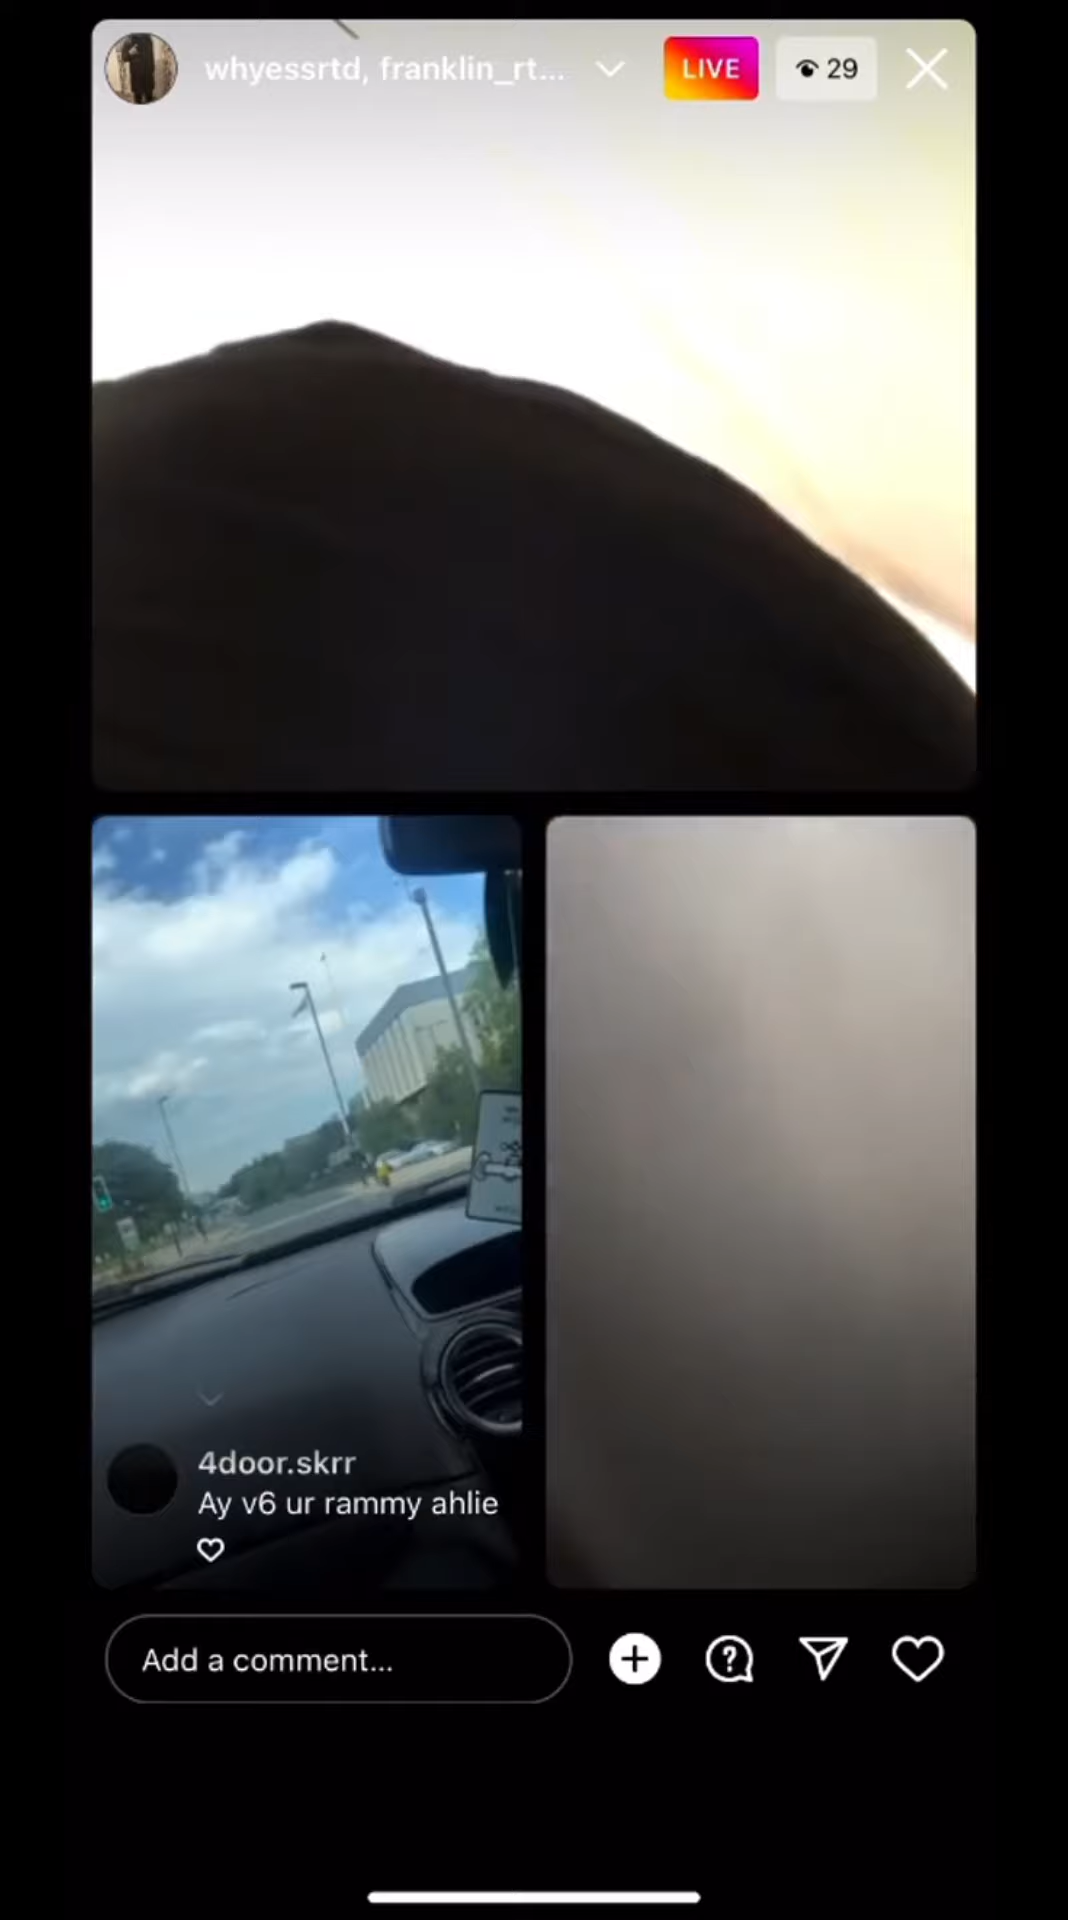 whyessrtd, franklin_rt...
LIVE
29
4door.skrr
Ay v6 ur rammy ahlie
Add a comment...